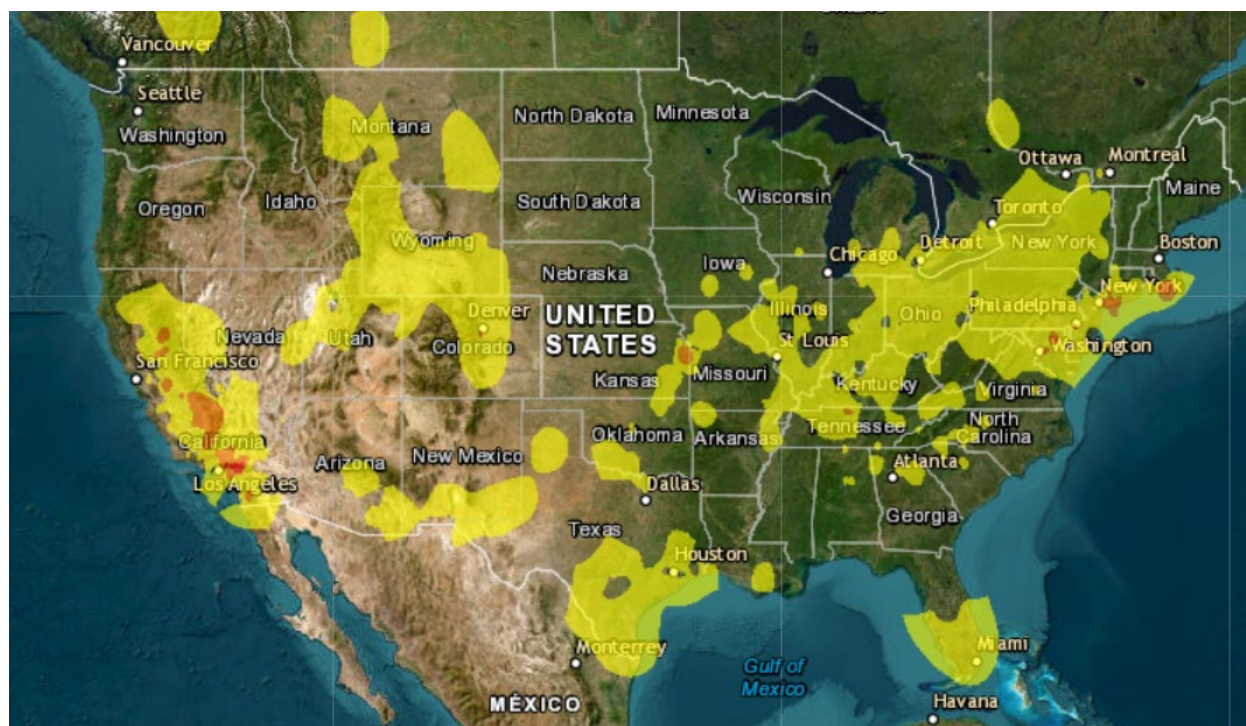 Vancouver
Seattle
Washington
Montana
North Dakota
Minnesota
Ottawa
Montreal
Maine
Oregon
Idaho
Wyoming
South Dakota
Wisconsin
Toronto
Detroit
New York
Boston
Nebraska
Iowa
Chicago
Nevada
Utah
Denver
Colorado
UNITED
STATES
Illinois
Ohio
Philadelphia
New York
San Francisco
Kansas
Missouri
St Louis
Kentucky
Washington
Virginia
California
Los Angeles
Arizona
New Mexico
Oklahoma
Arkansas
Tennessee
North
Carolina
Atlanta
Dallas
Texas
Georgia
Houston
Monterrey
Miami
Gulf of
Mexico
MÉXICO
Havana